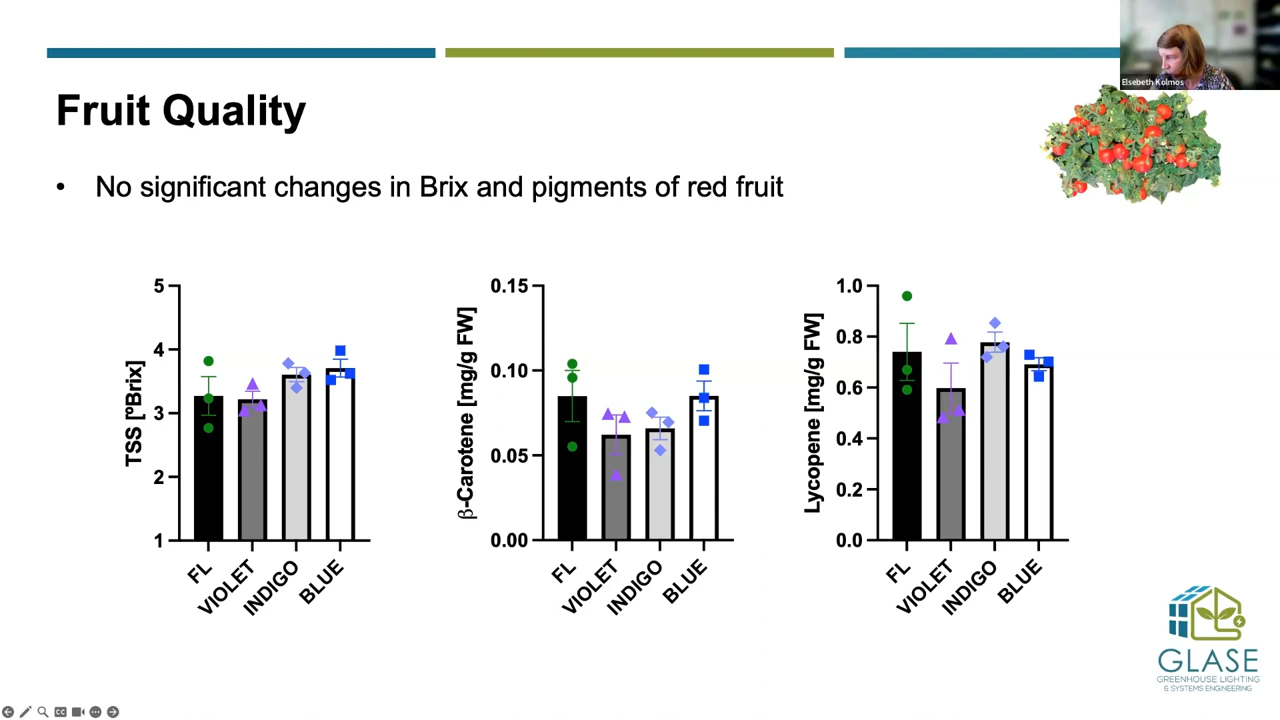 Elsebeth Kolmos
Fruit Quality
• No significant changes in Brix and pigments of red fruit
TSS [ºBrix]
5
4
3
2
1
FL
VIOLET
INDIGO
BLUE
β-Carotene [mg/g FW]
0.15
0.10
0.05
0.00
FL
VIOLET
INDIGO
BLUE
Lycopene [mg/g FW]
1.0
0.8
0.6
0.4
0.2
0.0
FL
VIOLET
INDIGO
BLUE
GLASE
GREENHOUSE LIGHTING
& SYSTEMS ENGINEERING
CC